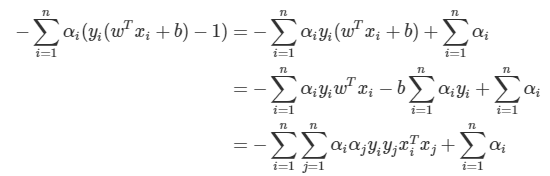 $-\sum_{i=1}^{n} \alpha_i(y_i(w^T x_i + b) - 1) = -\sum_{i=1}^{n} \alpha_i y_i(w^T x_i + b) + \sum_{i=1}^{n} \alpha_i$
$= -\sum_{i=1}^{n} \alpha_i y_i w^T x_i - b \sum_{i=1}^{n} \alpha_i y_i + \sum_{i=1}^{n} \alpha_i$
$= -\sum_{i=1}^{n} \sum_{j=1}^{n} \alpha_i \alpha_j y_i y_j x_i^T x_j + \sum_{i=1}^{n} \alpha_i$